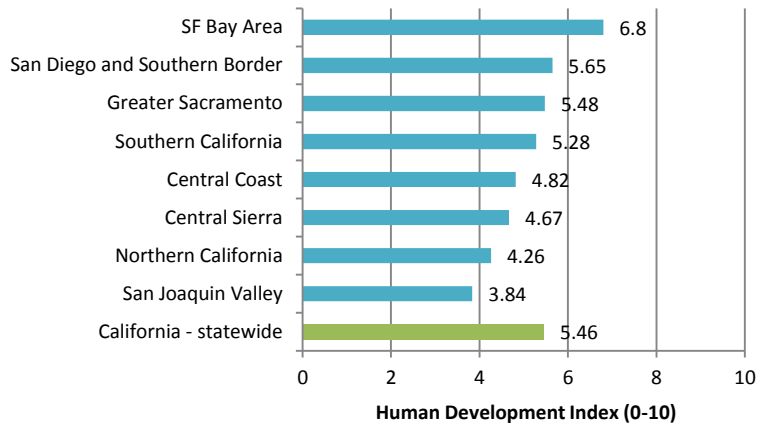 SF Bay Area 6.8
San Diego and Southern Border 5.65
Greater Sacramento 5.48
Southern California 5.28
Central Coast 4.82
Central Sierra 4.67
Northern California 4.26
San Joaquin Valley 3.84
California - statewide 5.46
0 2 4 6 8 10
Human Development Index (0-10)